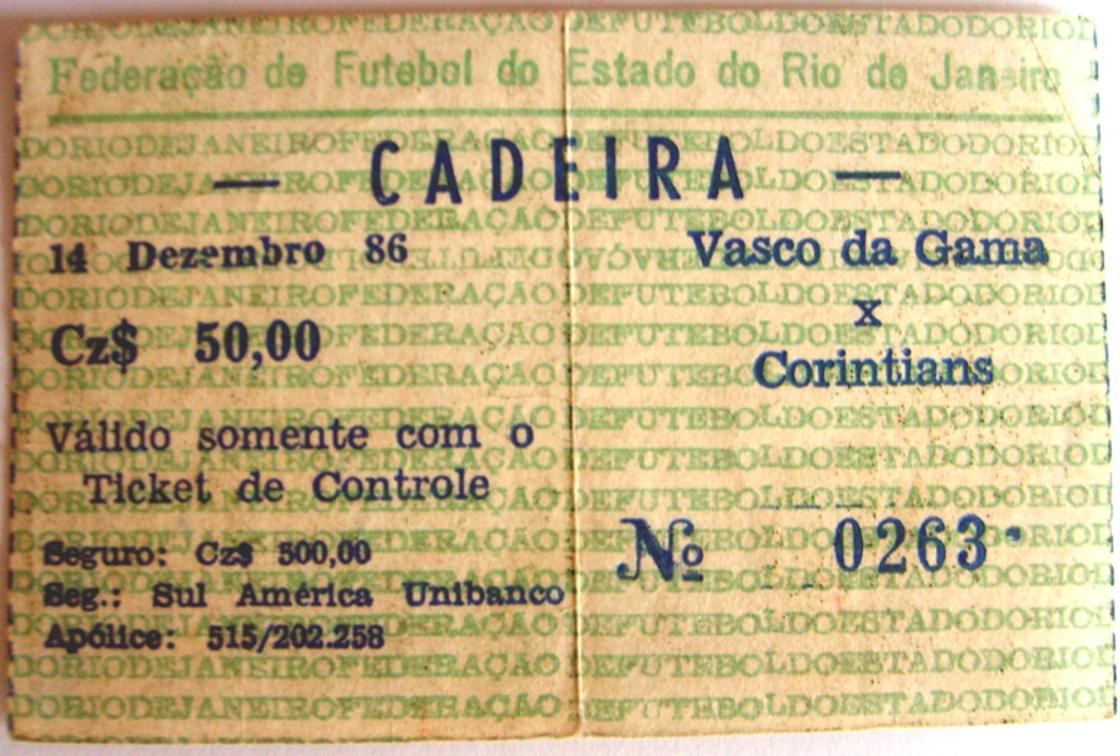 Federação de Futebol do Estado do Rio de Janeiro
— CADEIRA —
14 Dezembro 86
Cz$ 50,00
Válido somente com o
Ticket de Controle
Seguro: Cz$ 500,00
Seg.: Sul América Unibanco
Apólice: 515/202.258
Vasco da Gama
x
Corintians
Nº 0263